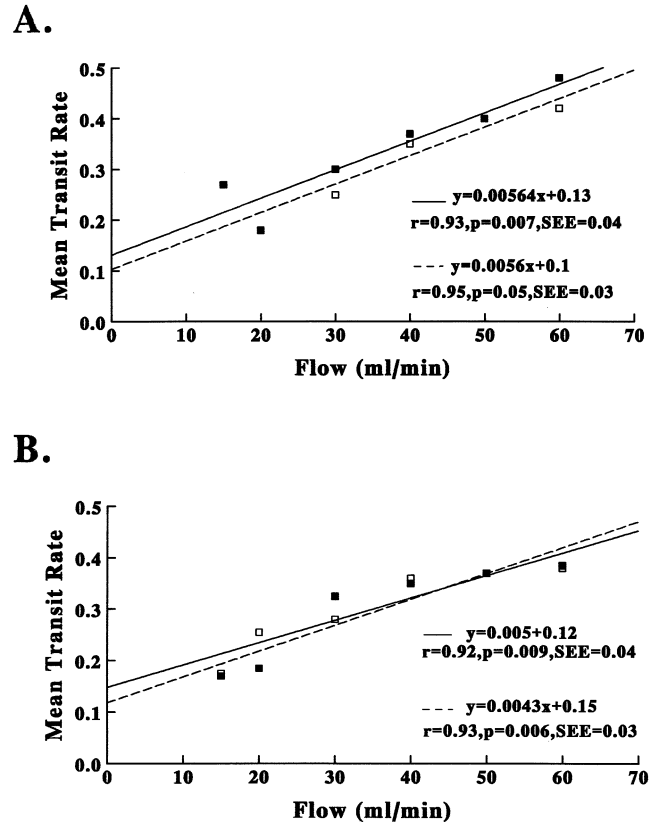 A.
Mean Transit Rate
0.5
0.4
0.3
0.2
0.1
0.0
y=0.00564x+0.13
r=0.93,p=0.007,SEE=0.04
y=0.0056x+0.1
r=0.95,p=0.05,SEE=0.03
0 10 20 30 40 50 60 70
Flow (ml/min)
B.
Mean Transit Rate
0.5
0.4
0.3
0.2
0.1
0.0
y=0.005+0.12
r=0.92,p=0.009,SEE=0.04
y=0.0043x+0.15
r=0.93,p=0.006,SEE=0.03
0 10 20 30 40 50 60 70
Flow (ml/min)